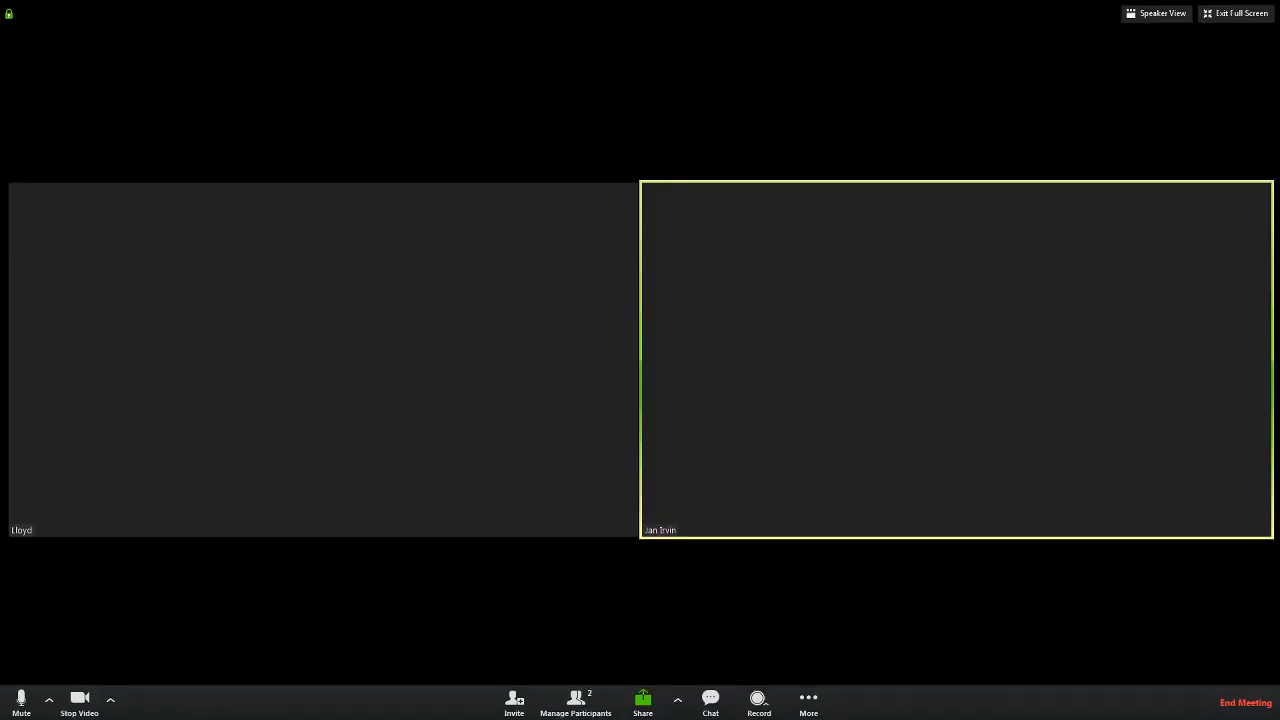 Speaker View
Exit Full Screen
Lloyd
Jan Irvin
Mute
Stop Video
Invite
2
Manage Participants
Share
Chat
Record
More
End Meeting